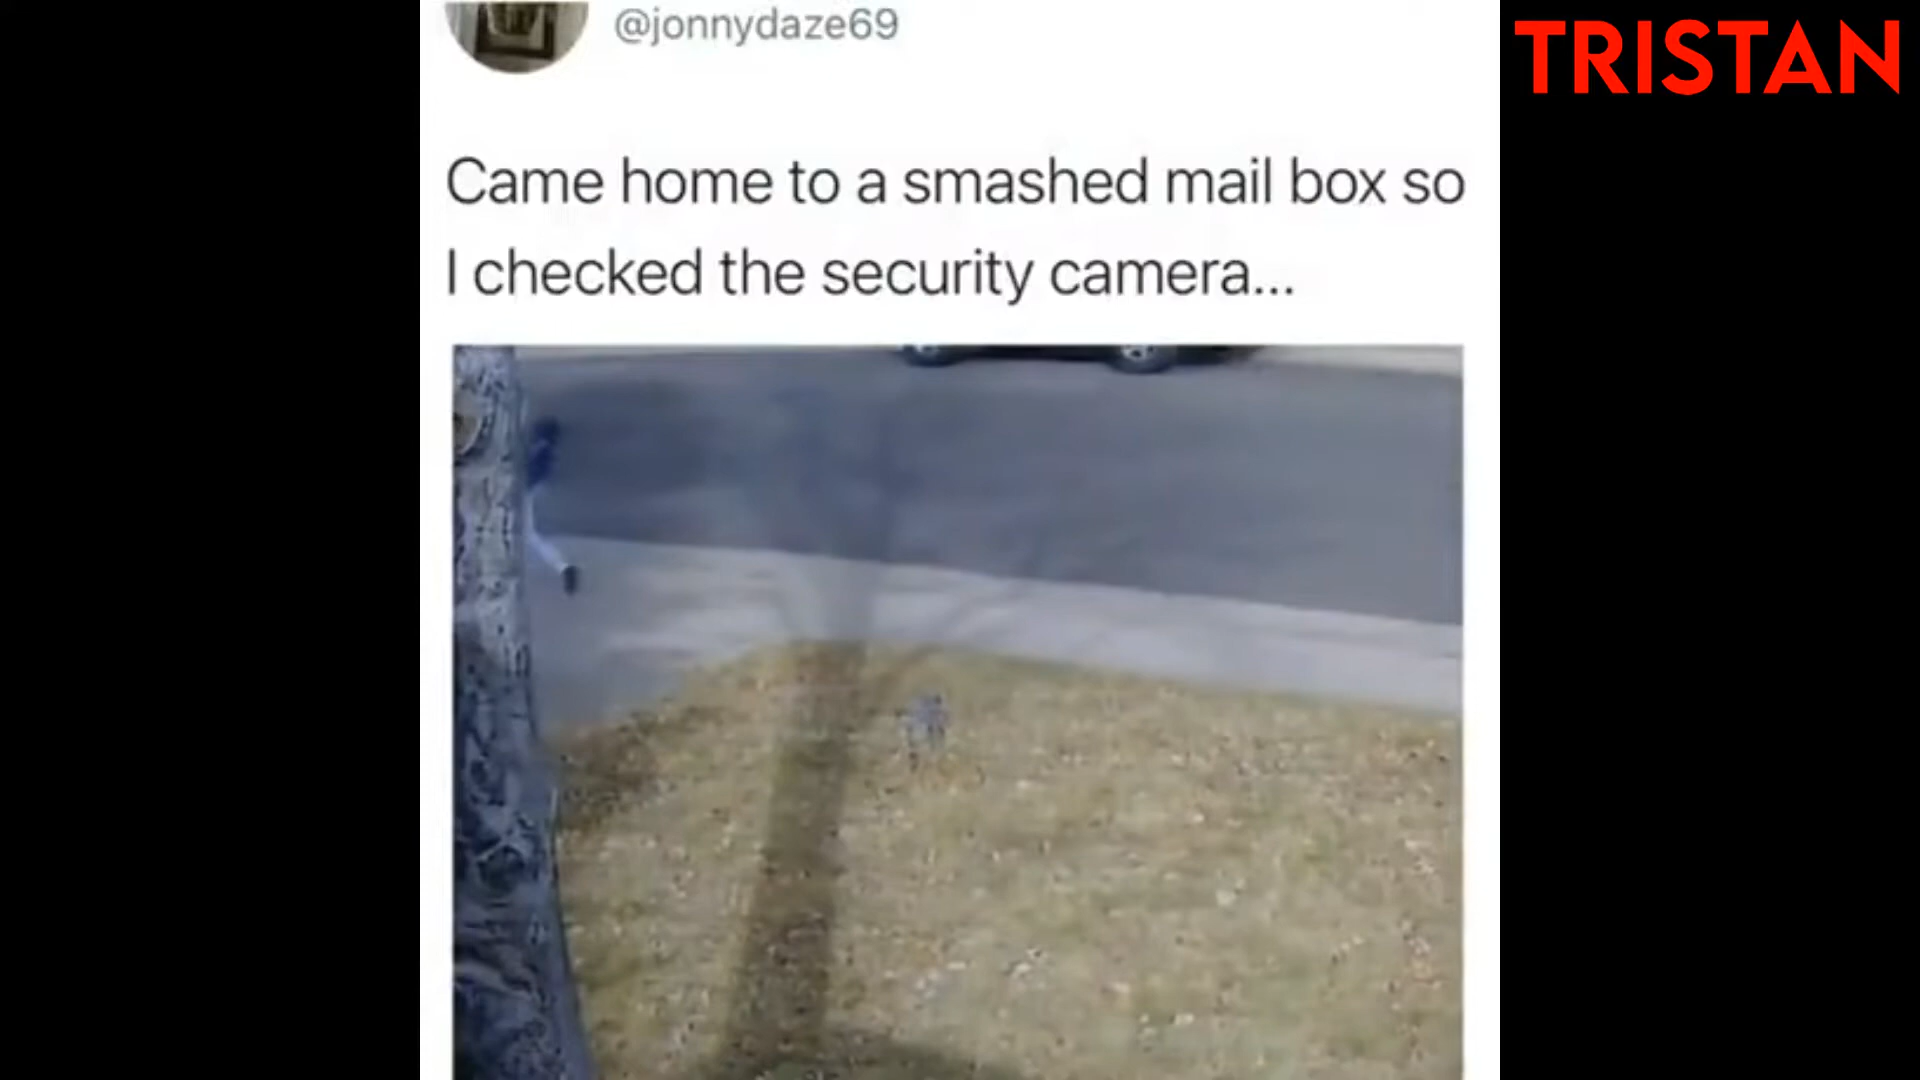 @jonnydaze69
TRISTAN
Came home to a smashed mail box so
I checked the security camera...